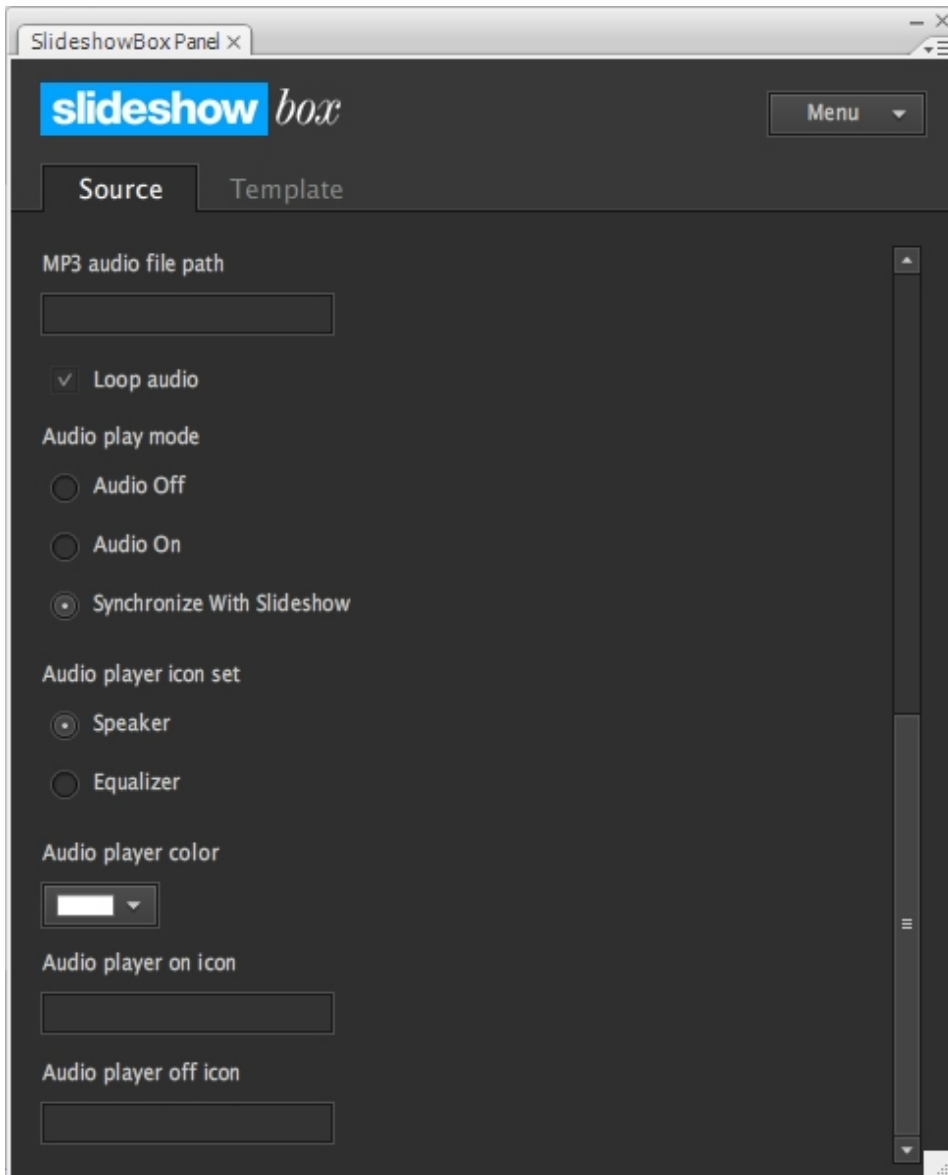 SlideshowBox Panel
slideshow box
Menu
Source Template
MP3 audio file path
Loop audio
Audio play mode
Audio Off
Audio On
Synchronize With Slideshow
Audio player icon set
Speaker
Equalizer
Audio player color
Audio player on icon
Audio player off icon